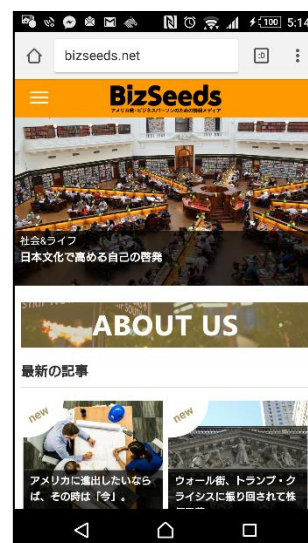 100 5:14
bizseeds.net
:D
BizSeeds
アメリカ発・ビジネスパーソンのための情報メディア
社会&ライフ
日本文化で高める自己の啓発
ABOUT US
最新の記事
new
new
アメリカに進出したいなら
ば、その時は「今」。
ウォール街、トランプ・ク
ライシスに振り回されて株